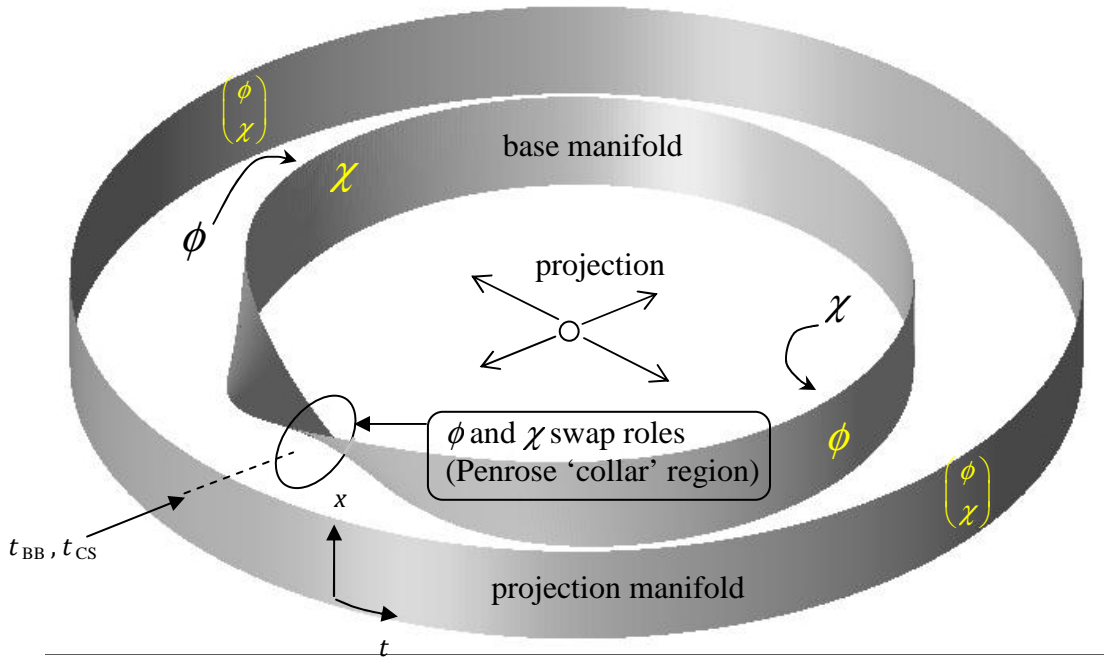 (ϕ
χ)
base manifold
χ
ϕ
projection
χ
ϕ and χ swap roles
(Penrose ‘collar’ region)
ϕ
(ϕ
χ)
x
t_BB , t_CS
projection manifold
t